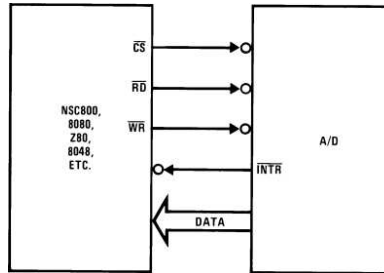 CS
RD
NSC800,
8080,
Z80,
8048,
ETC.
WR
A/D
INTR
DATA